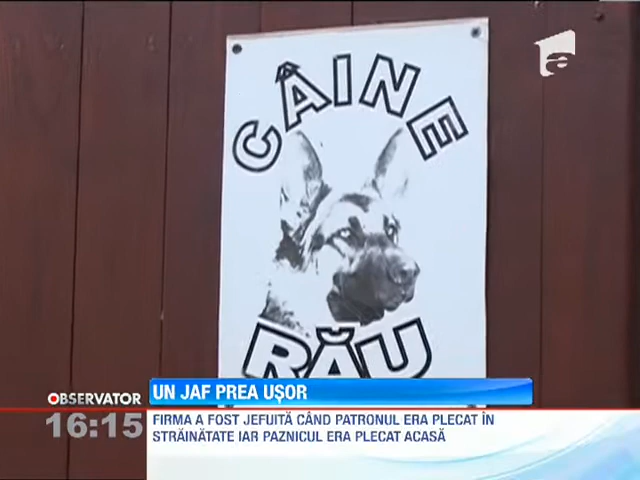 CÂINE
RĂU
a
OBSERVATOR
16:15
UN JAF PREA UȘOR
FIRMA A FOST JEFUITĂ CÂND PATRONUL ERA PLECAT ÎN
STRĂINĂTATE IAR PAZNICUL ERA PLECAT ACASĂ